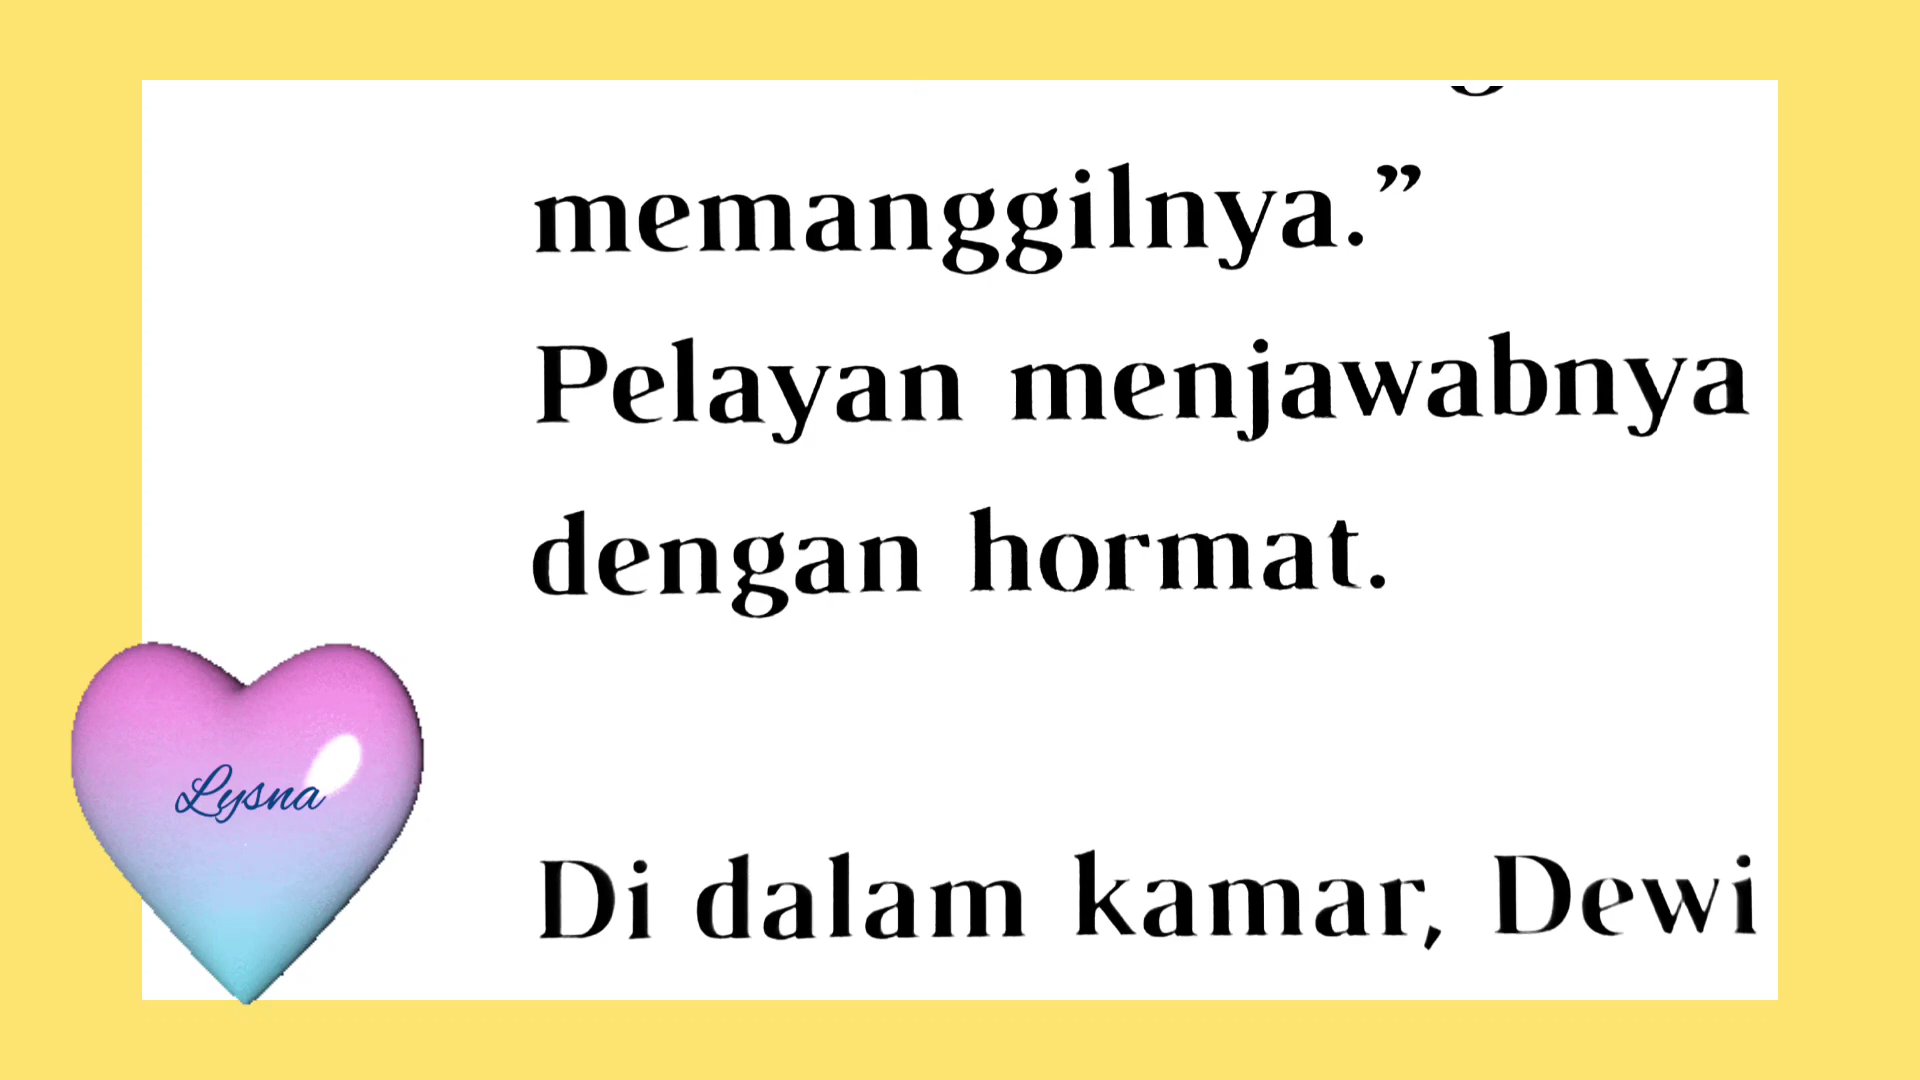 memanggilnya.”
Pelayan menjawabnya
dengan hormat.
Di dalam kamar, Dewi
Lysna